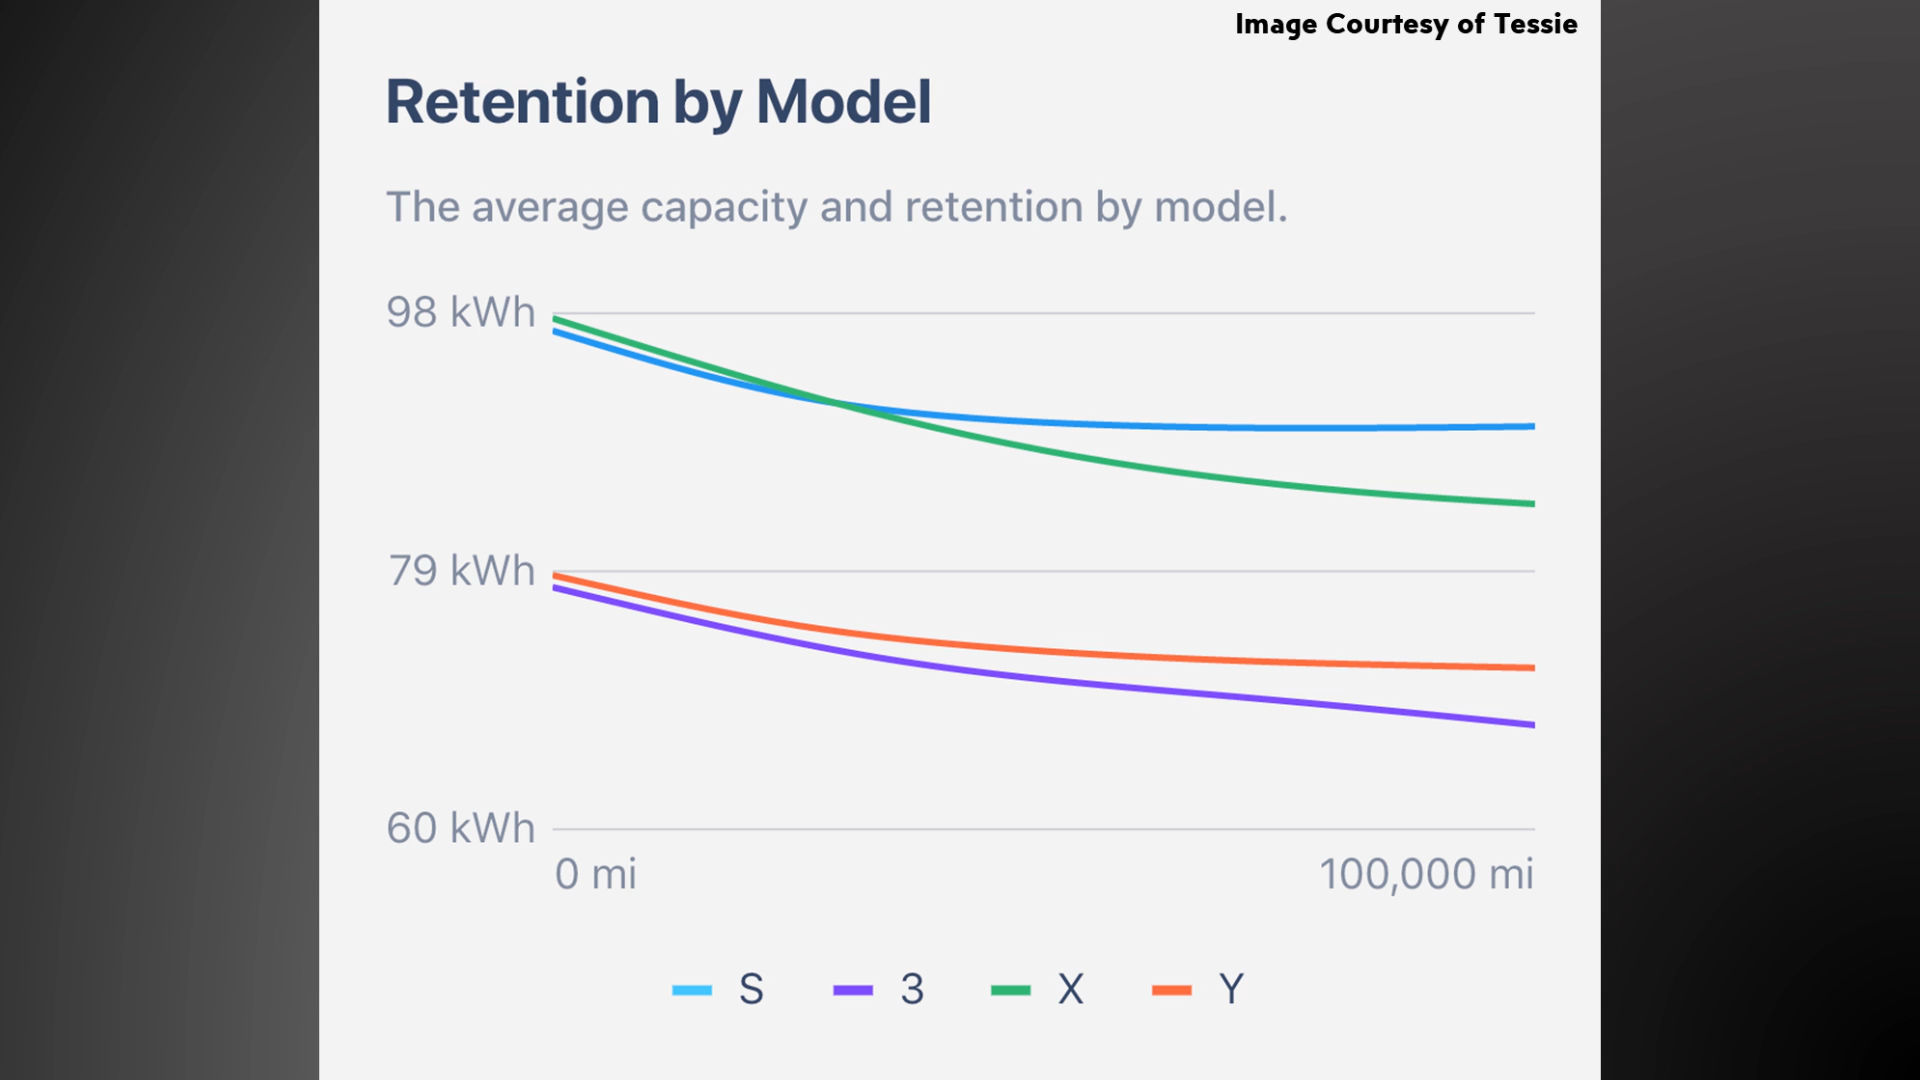 Image Courtesy of Tessie
Retention by Model
The average capacity and retention by model.
98 kWh
79 kWh
60 kWh
0 mi 100,000 mi
S 3 X Y